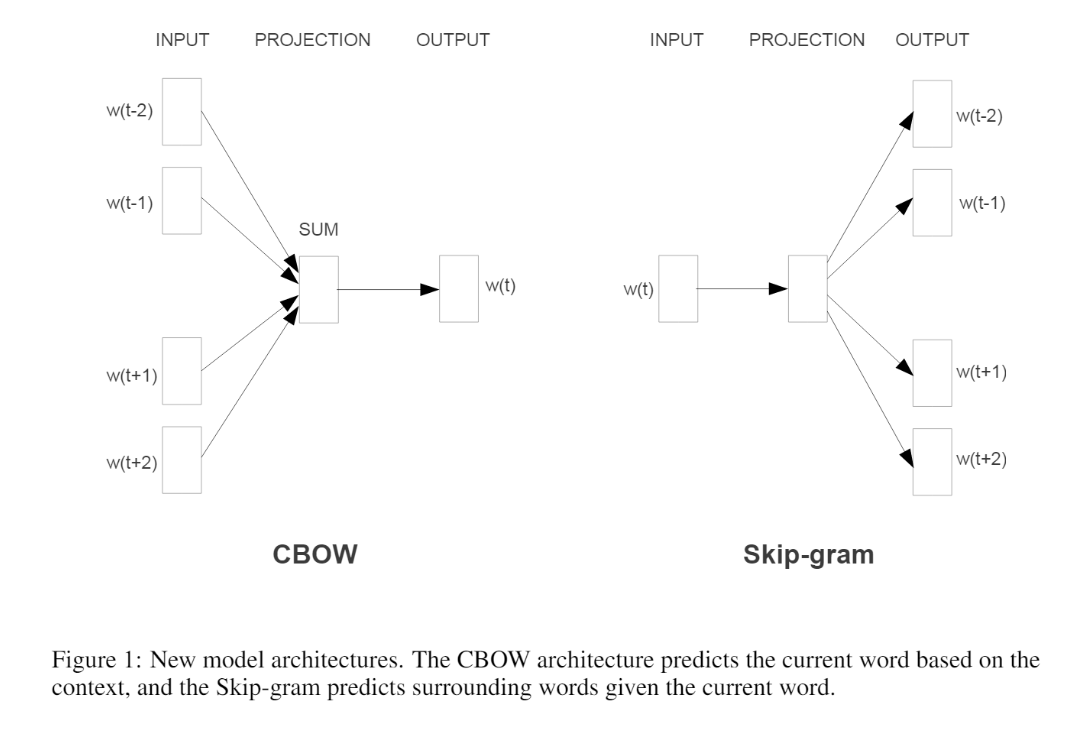 INPUT PROJECTION OUTPUT
w(t-2)
w(t-1)
SUM
w(t)
w(t+1)
w(t+2)
CBOW
INPUT PROJECTION OUTPUT
w(t-2)
w(t-1)
w(t)
w(t+1)
w(t+2)
Skip-gram
Figure 1: New model architectures. The CBOW architecture predicts the current word based on the
context, and the Skip-gram predicts surrounding words given the current word.